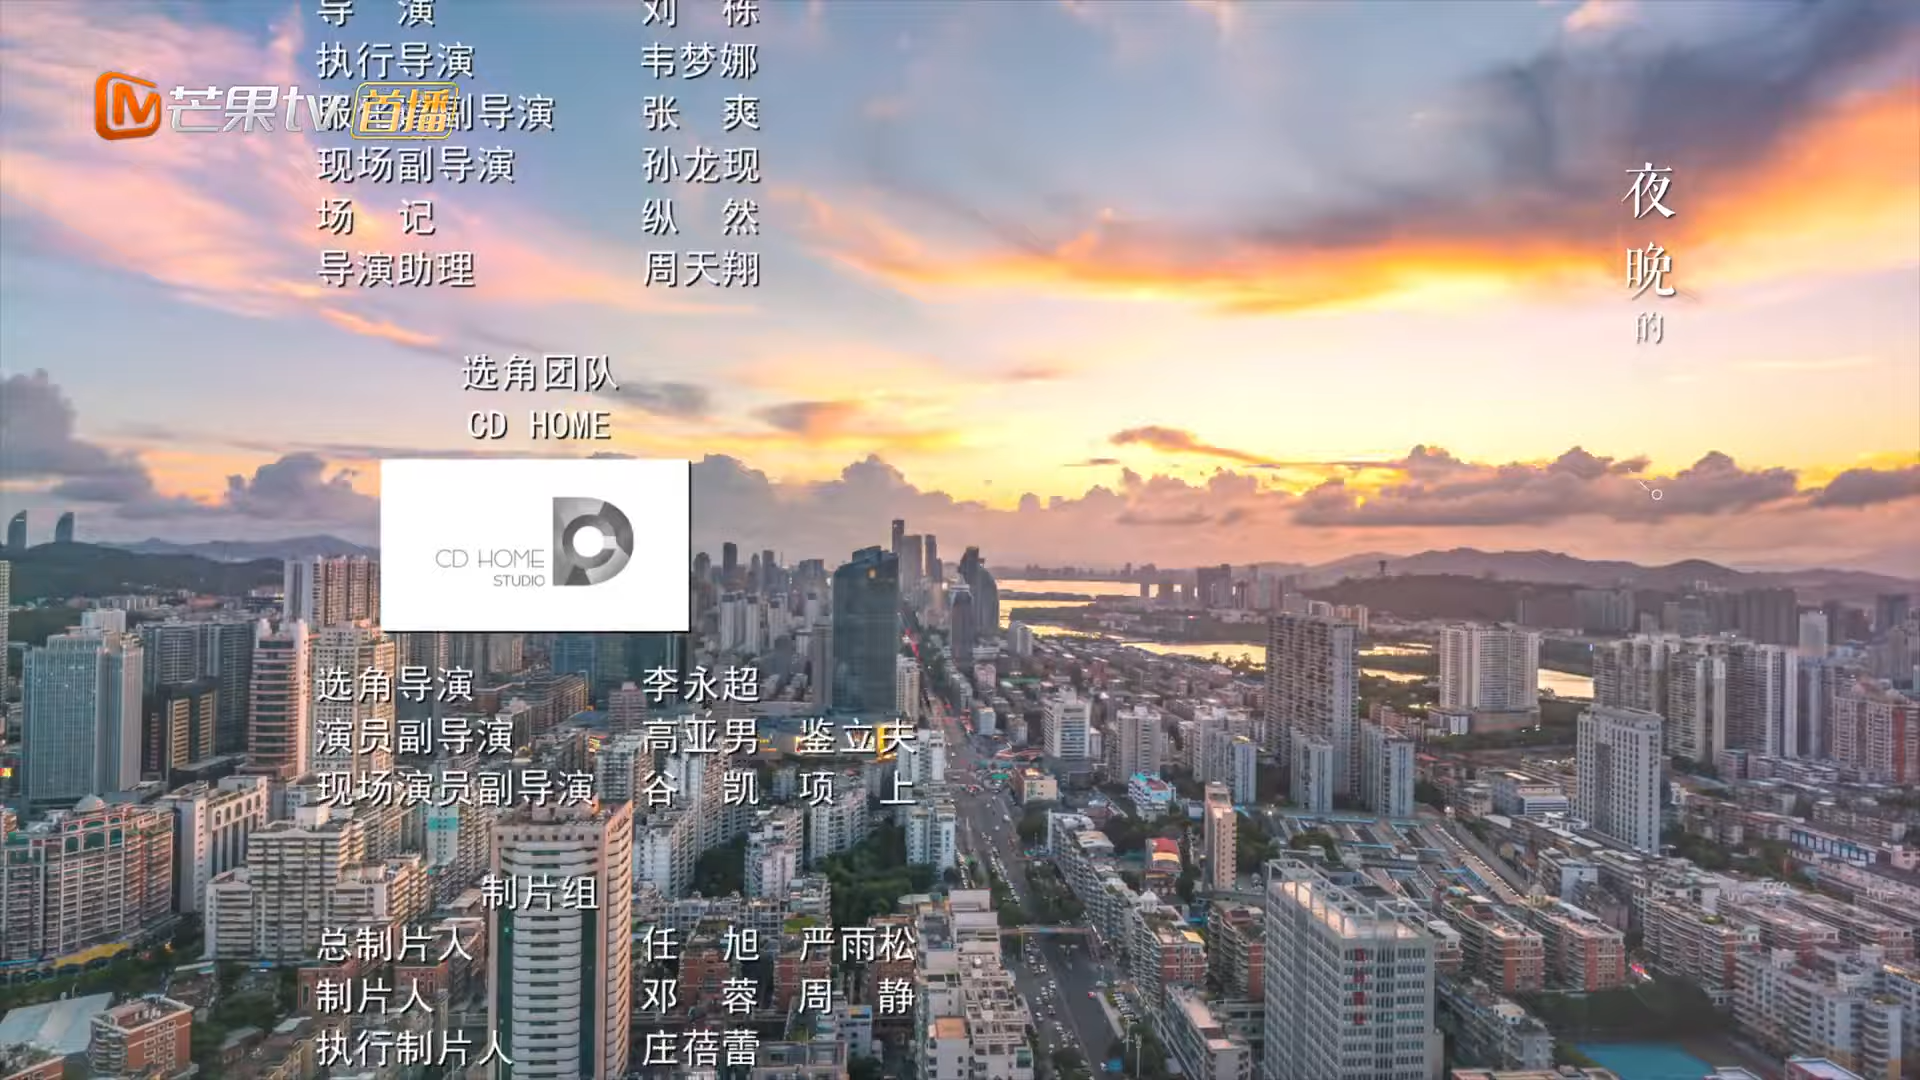 导 演 刘 栋
执行导演 韦梦娜
芒果tv 首播
副导演 张 爽
现场副导演 孙龙现
场 记 纵 然
导演助理 周天翔
夜晚的
选角团队
CD HOME
CD HOME
STUDIO
选角导演 李永超
演员副导演 高亚男 鉴立夫
现场演员副导演 谷 凯 项 上
制片组
总制片人 任 旭 严雨松
制片人 邓 蓉 周 静
执行制片人 庄蓓蕾